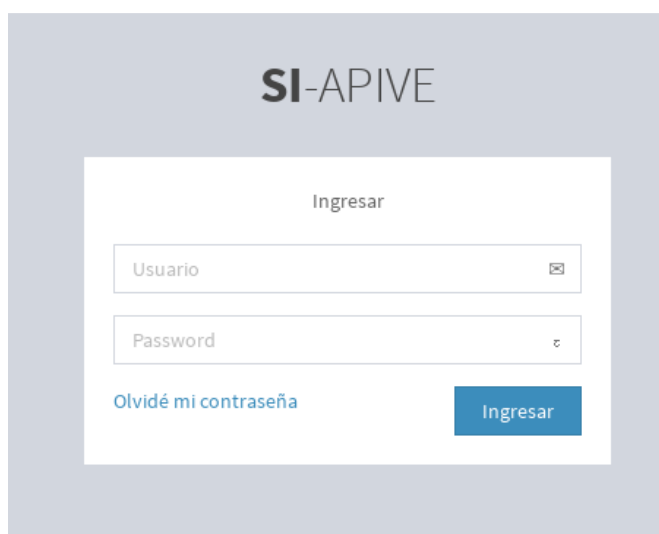 SI-APIVE
Ingresar
Usuario
Password
Olvidé mi contraseña
Ingresar